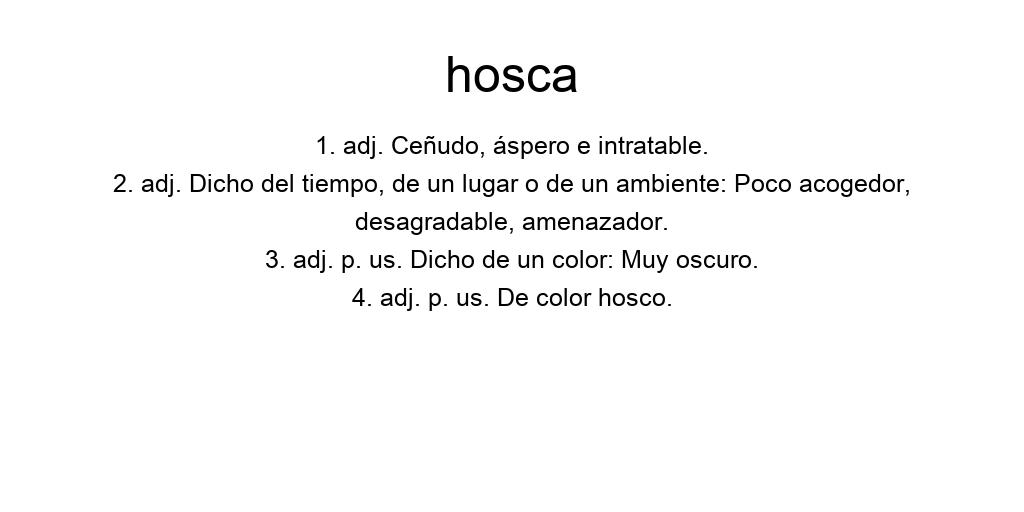 hosca
1. adj. Ceñudo, áspero e intratable.
2. adj. Dicho del tiempo, de un lugar o de un ambiente: Poco acogedor,
desagradable, amenazador.
3. adj. p. us. Dicho de un color: Muy oscuro.
4. adj. p. us. De color hosco.